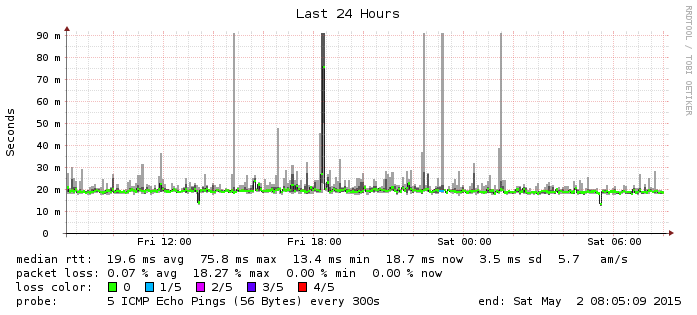 Last 24 Hours
RRDTOOL / TOBI OETIKER
Seconds
90 m
80 m
70 m
60 m
50 m
40 m
30 m
20 m
10 m
0
Fri 12:00 Fri 18:00 Sat 00:00 Sat 06:00
median rtt: 19.6 ms avg 75.8 ms max 13.4 ms min 18.7 ms now 3.5 ms sd 5.7 am/s
packet loss: 0.07 % avg 18.27 % max 0.00 % min 0.00 % now
loss color: 0 1/5 2/5 3/5 4/5
probe: 5 ICMP Echo Pings (56 Bytes) every 300s end: Sat May 2 08:05:09 2015